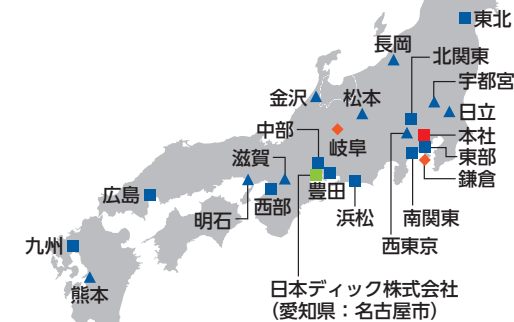 東北
長岡
北関東
宇都宮
金沢
松本
日立
中部
本社
岐阜
東部
滋賀
鎌倉
広島
豊田
西部
明石
浜松
南関東
九州
西東京
熊本
日本ディック株式会社
（愛知県：名古屋市）